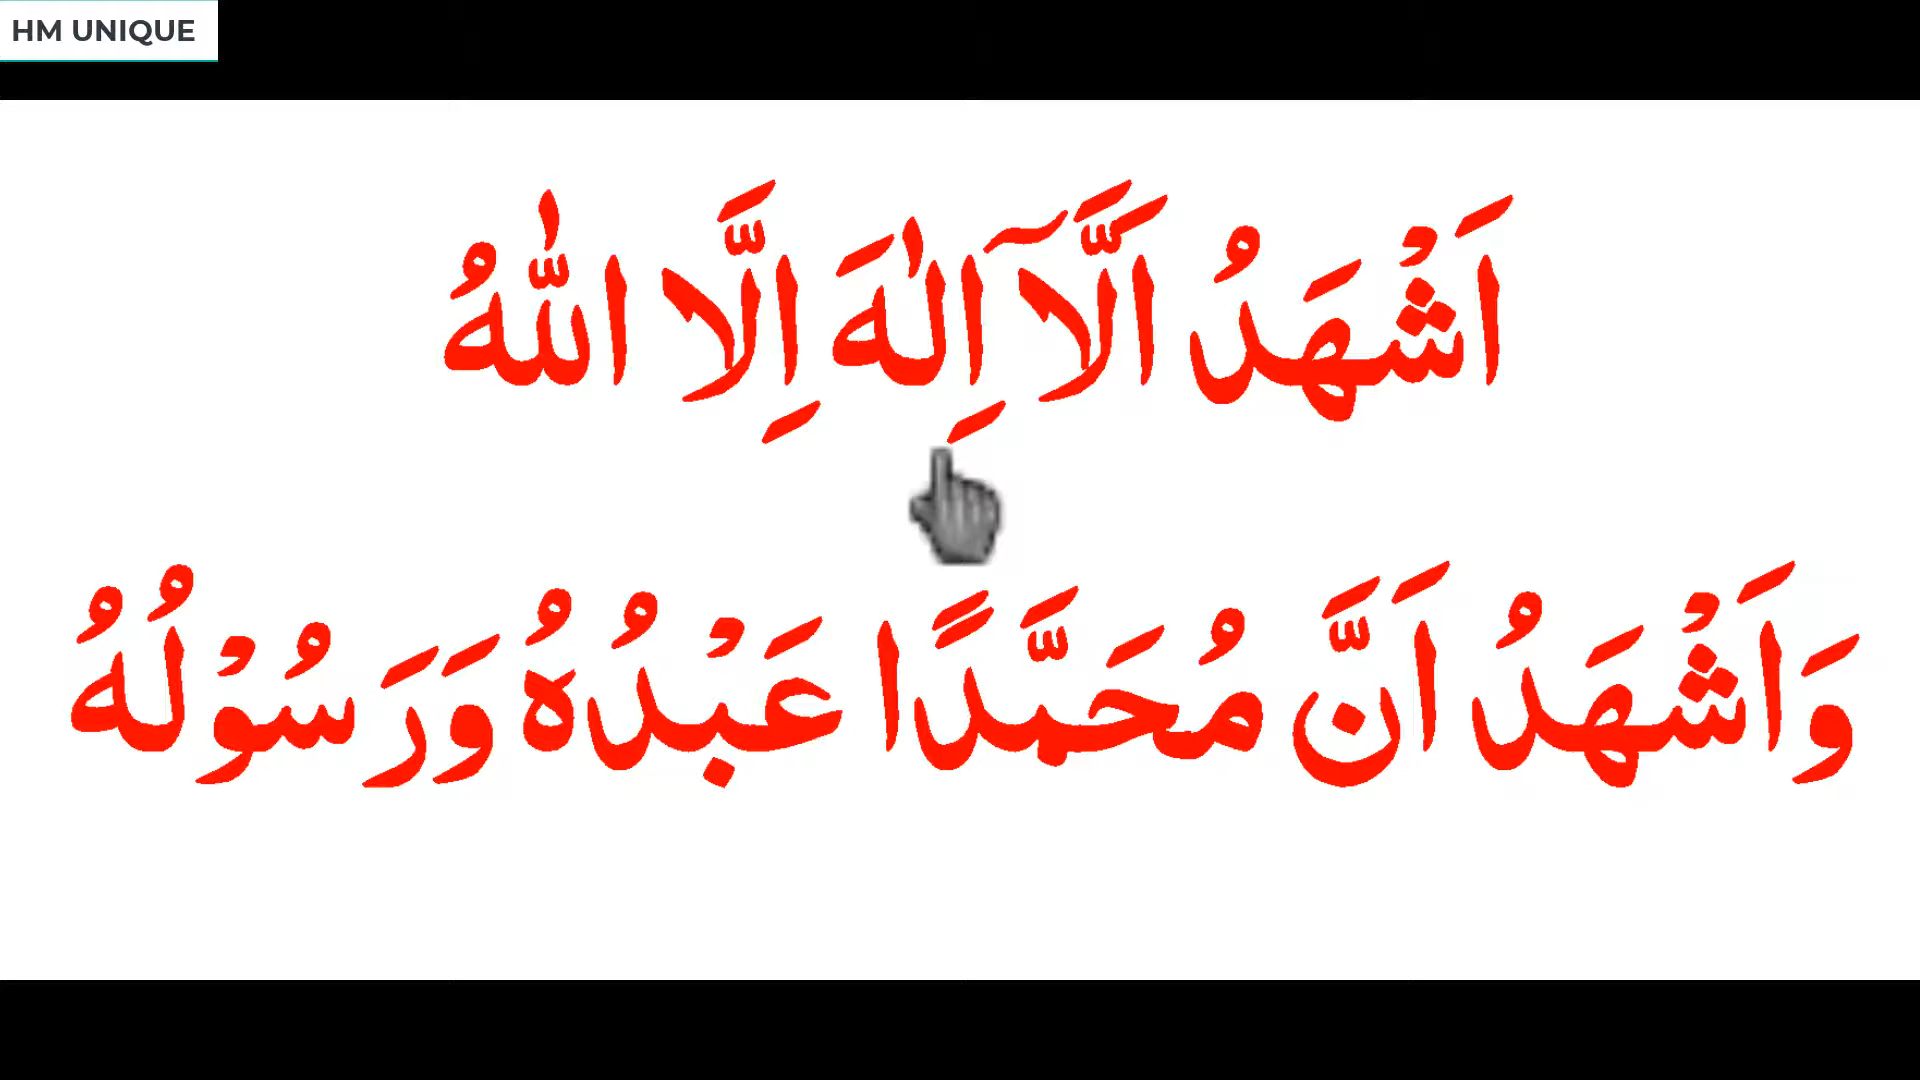 HM UNIQUE
اَشْهَدُ اَلَّآ اِلٰهَ اِلَّا اللّٰهُ
وَاَشْهَدُ اَنَّ مُحَمَّدًا عَبْدُهُ وَرَسُوْلُهُ